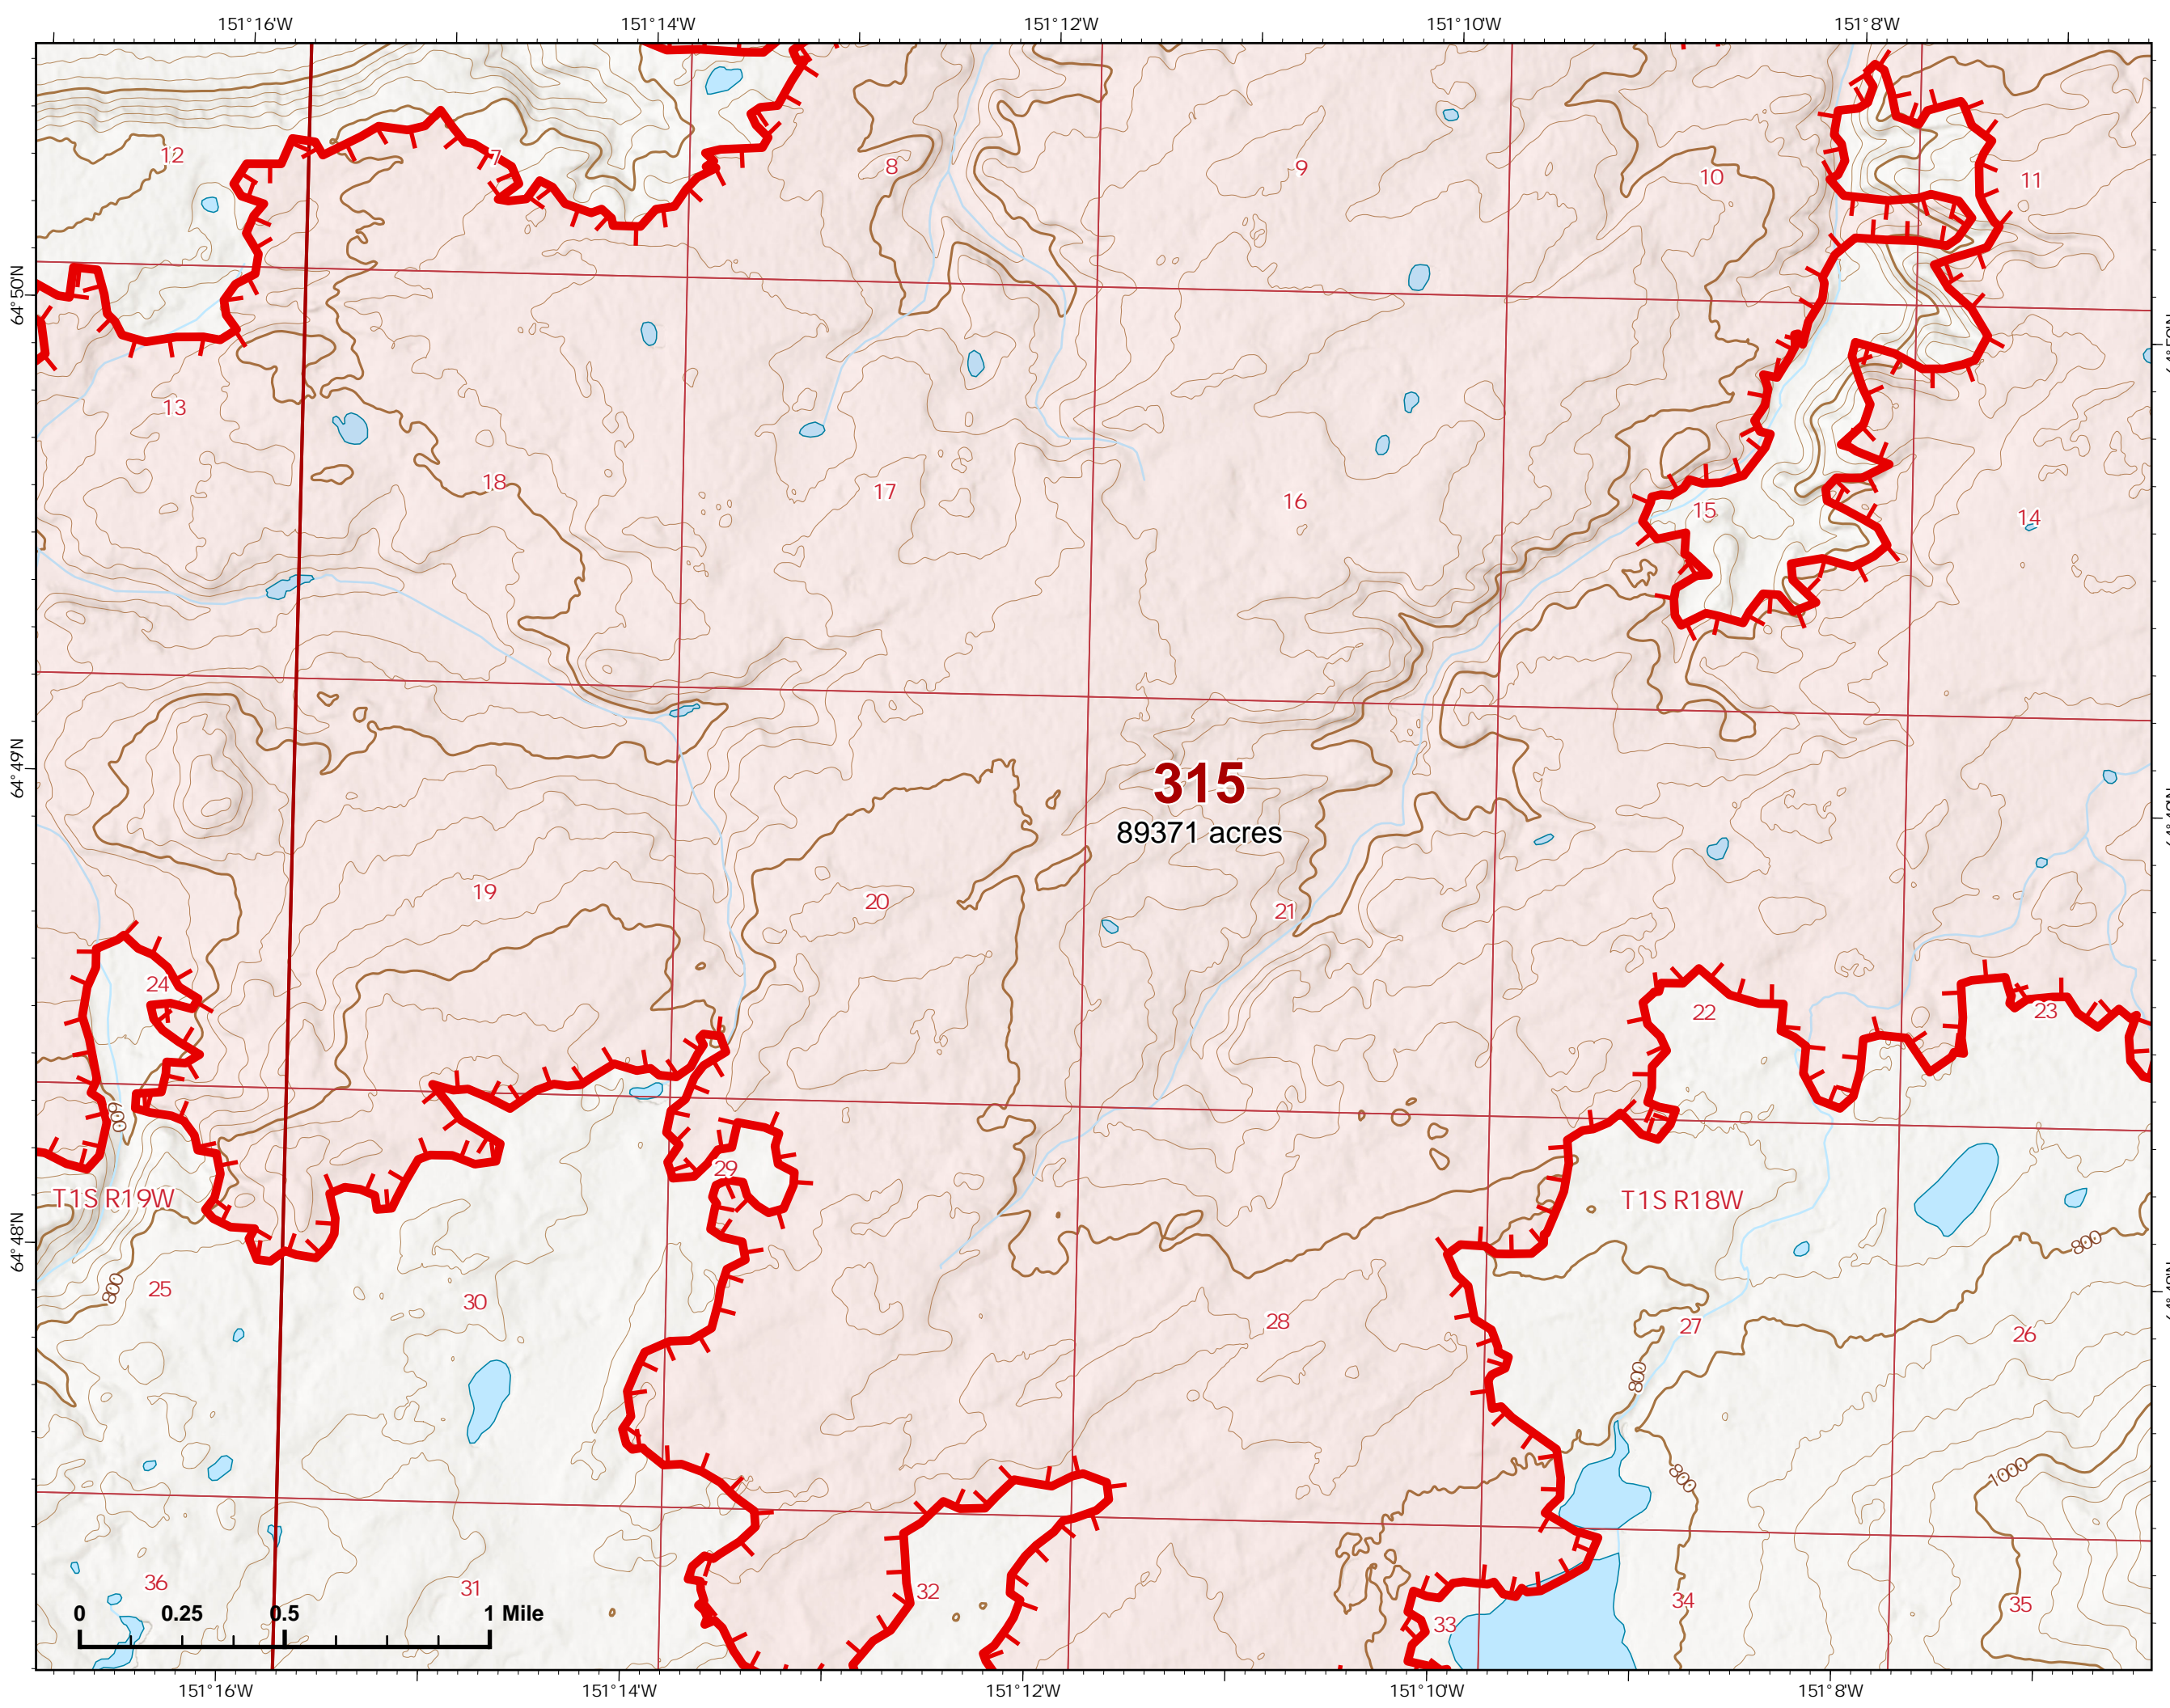 151°16'W 151°14'W 151°12'W 151°10'W 151°8'W
12 7 8 9 10 11
64°50'N
13 18 17 16 15 14
64°49'N
315
89371 acres
19 20 21
24 22 23
600
29
T1S R19W T1S R18W
64°48'N
800 800
25 30 28 27 26
800
800 1000
36 31 32 33 34 35
0 0.25 0.5 1 Mile
151°16'W 151°14'W 151°12'W 151°10'W 151°8'W